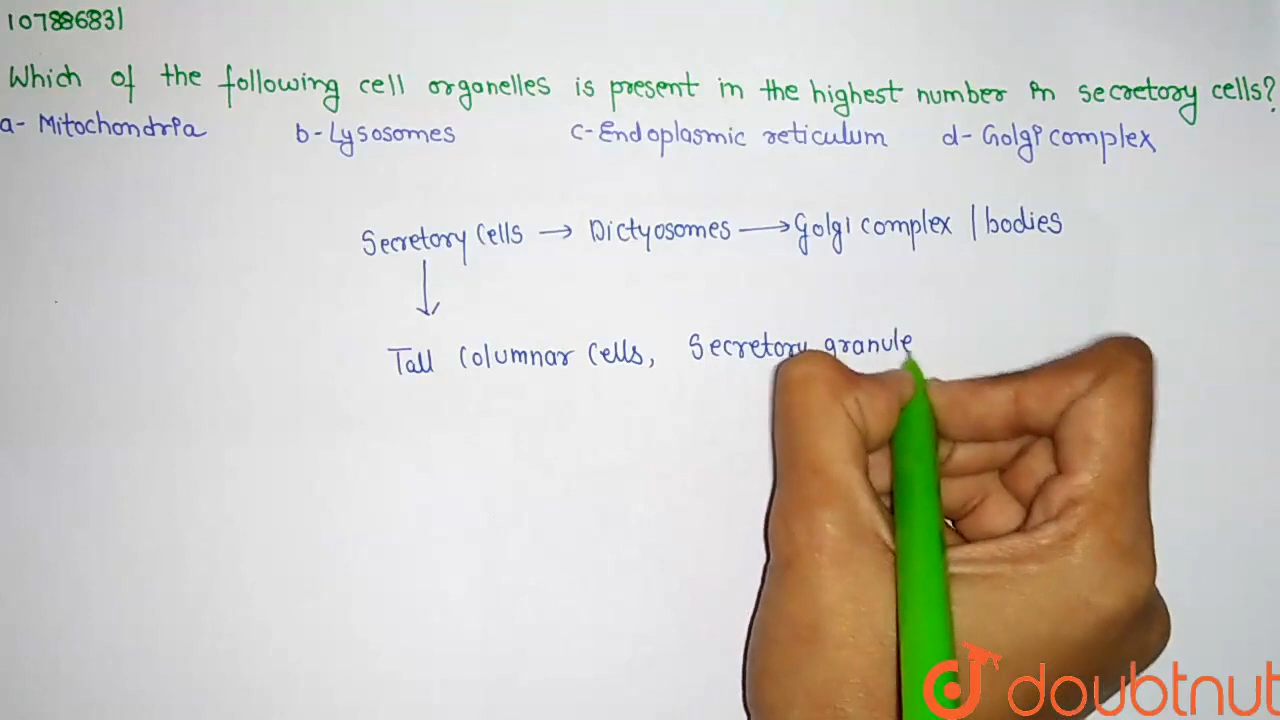 107886831
Which of the following cell organelles is present in the highest number in secretory cells?
a- Mitochondria b- Lysosomes c- Endoplasmic reticulum d- Golgi complex
Secretory Cells → Dictyosomes → Golgi complex / bodies
↓
Tall Columnar Cells, Secretory granule
doubtnut